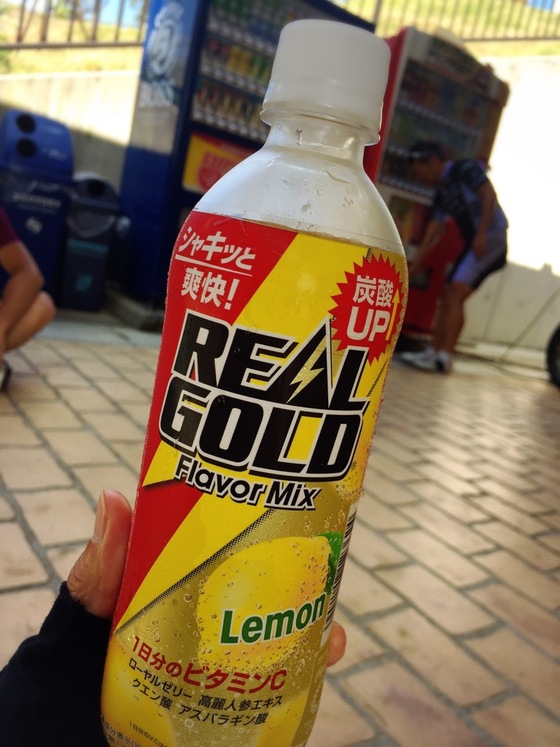 BOSS
シャキッと
爽快!
炭酸
UP
REAL
GOLD
Flavor Mix
Lemon
1日分のビタミンC
ローヤルゼリー 高麗人参エキス
クエン酸 アスパラギン酸